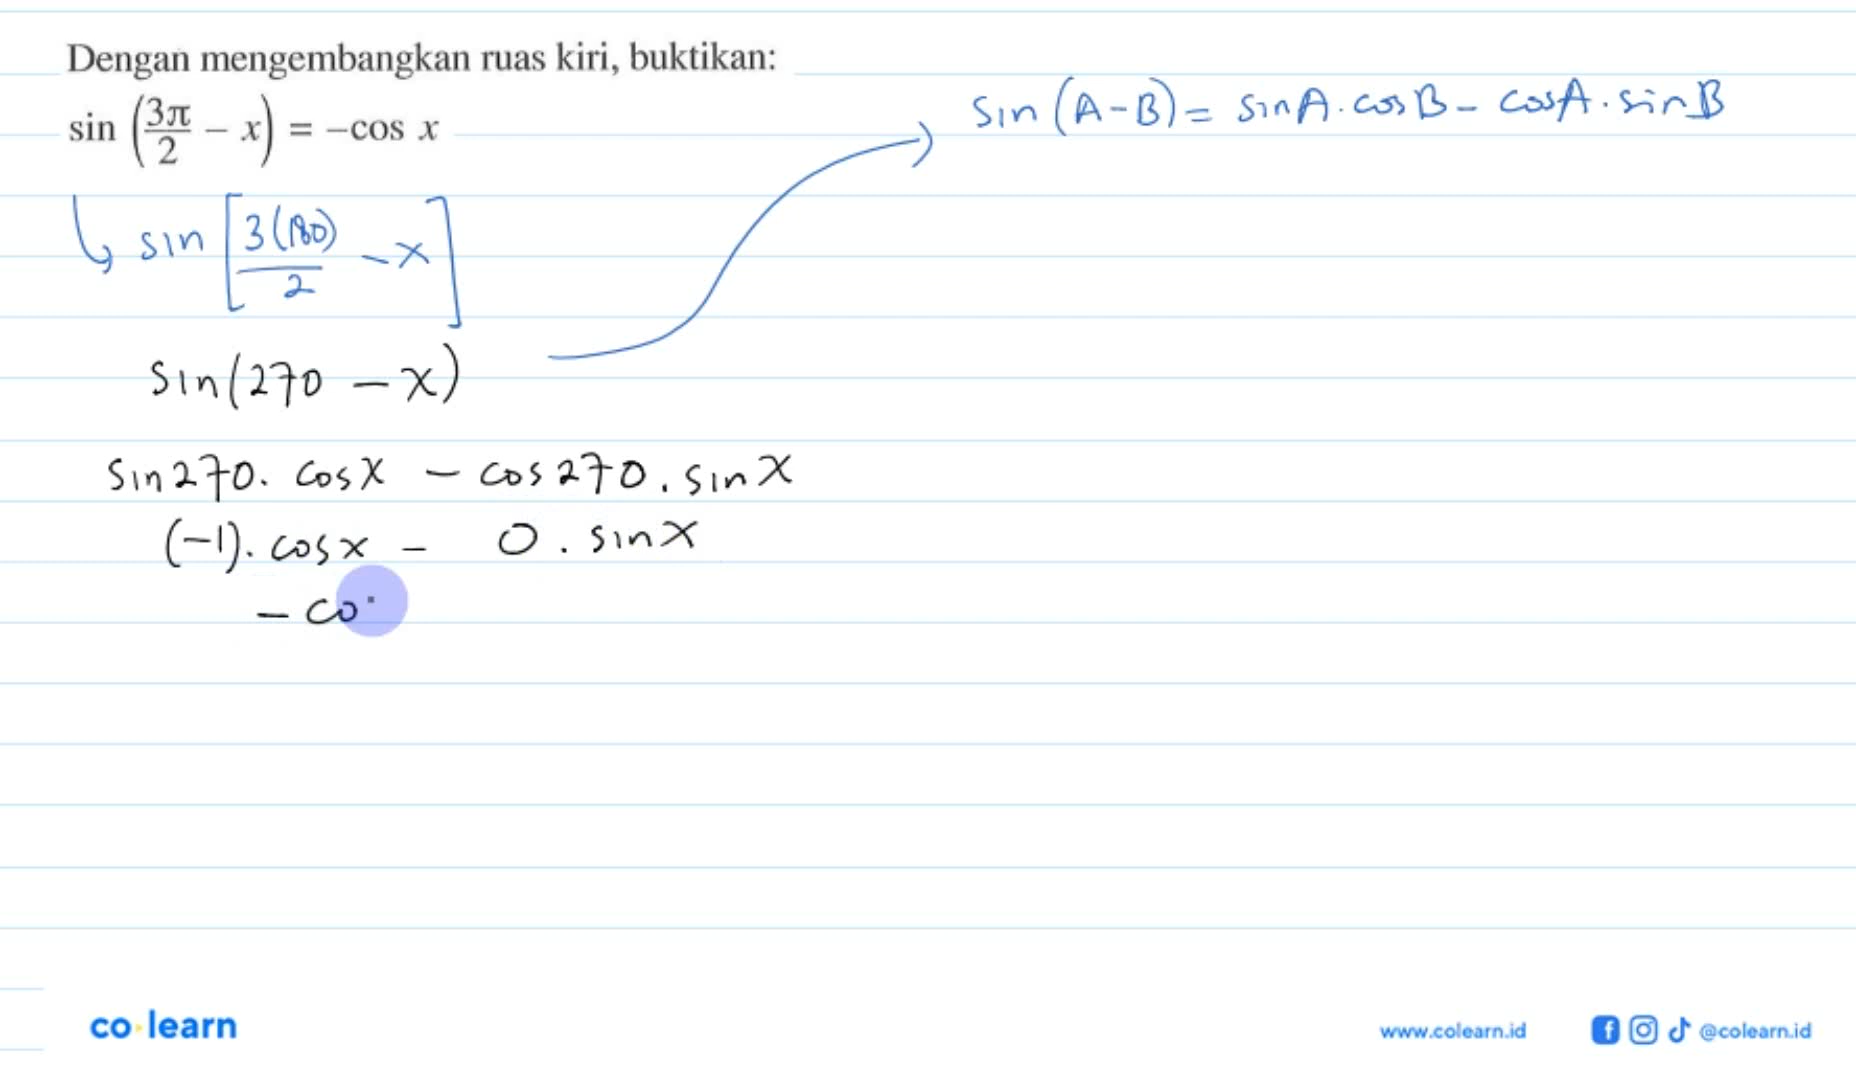 Dengan mengembangkan ruas kiri, buktikan:
sin (3π/2 − x) = −cos x
sin (A - B) = sin A . cos B - cos A . sin B
sin [3(180)/2 - x]
sin(270 - x)
sin 270. cos x - cos 270 . sin x
(-1). cos x - 0 . sin x
- co
co learn
www.colearn.id
@colearn.id